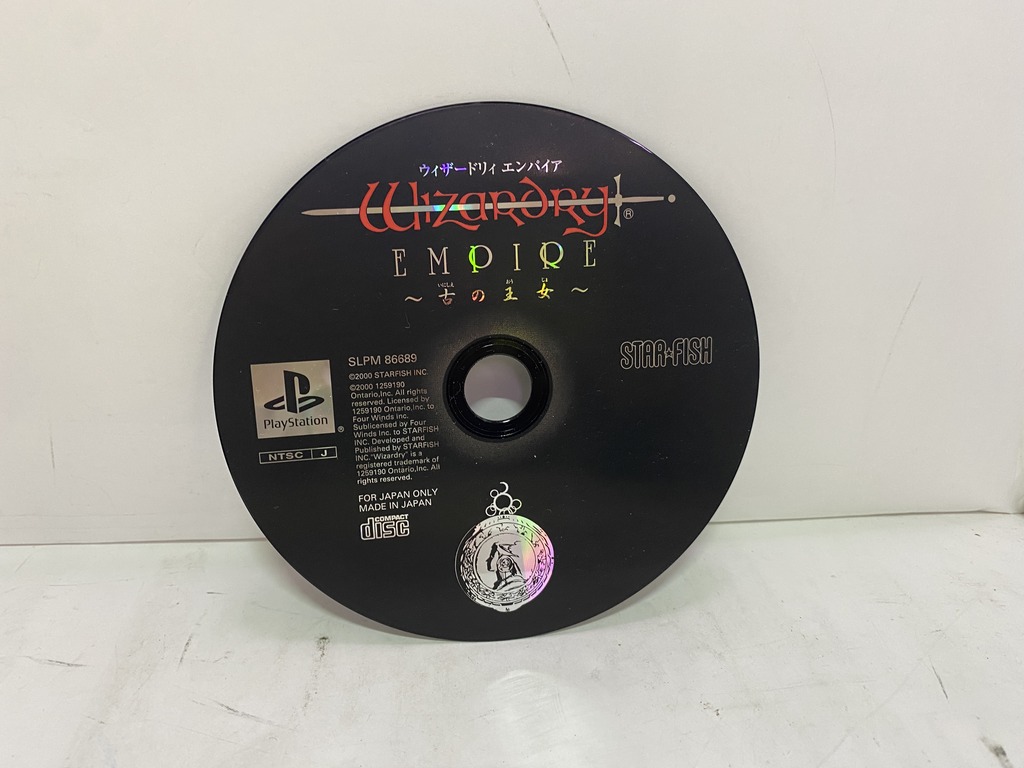 ウィザードリィ エンパイア
Wizardry®
EMPIRE
～古の王女～
いにしえ おう じょ
STAR★FISH
SLPM 86689
©2000 STARFISH INC.
©2000 1259190
Ontario,Inc. All rights
reserved. Licensed by
1259190 Ontario,Inc. to
Four Winds inc.
Sublicensed by Four
Winds Inc. to STARFISH
INC. Developed and
Published by STARFISH
INC."Wizardry" is a
registered trademark of
1259190 Ontario,Inc. All
rights reserved.
PlayStation®
NTSC J
FOR JAPAN ONLY
MADE IN JAPAN
COMPACT
disc